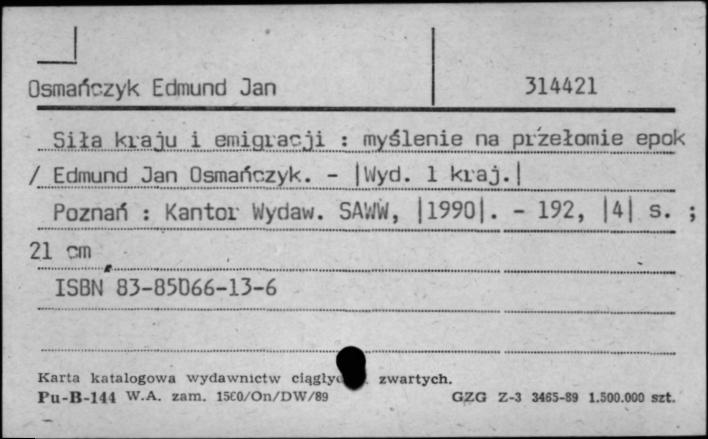 Osmańczyk Edmund Jan 314421
Siła kraju i emigracji : myślenie na przełomie epok
/ Edmund Jan Osmańczyk. - |Wyd. 1 kraj.|
Poznań : Kantor Wydaw. SAWW, |1990|. - 192, |4| s. ;
21 cm
ISBN 83-85066-13-6
Karta katalogowa wydawnictw zwartych.
Pu-B-144 W.A. zam. 1560/On/DW/89 GZG Z-3 3465-89 1.500.000 szt.